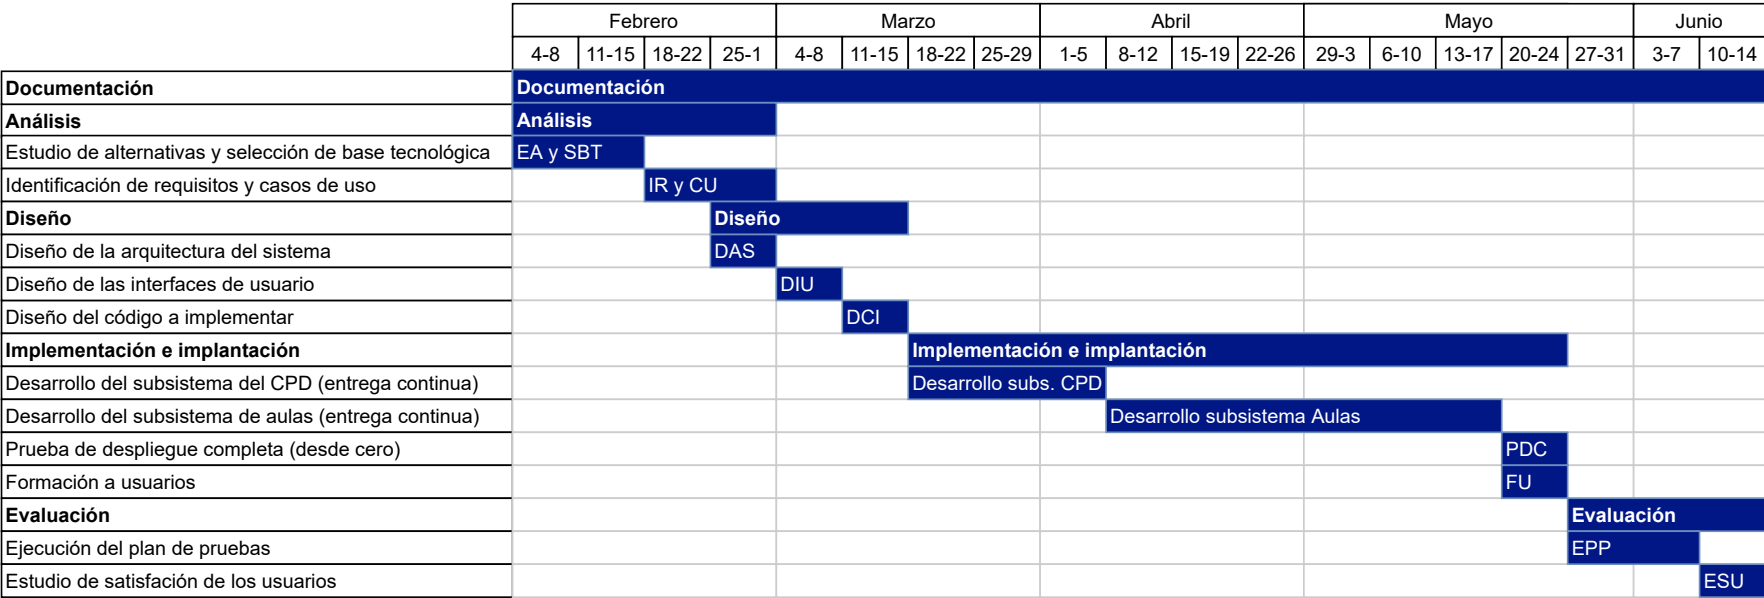 Febrero Marzo Abril Mayo Junio
4-8 11-15 18-22 25-1 4-8 11-15 18-22 25-29 1-5 8-12 15-19 22-26 29-3 6-10 13-17 20-24 27-31 3-7 10-14
Documentación Documentación
Análisis Análisis
Estudio de alternativas y selección de base tecnológica EA y SBT
Identificación de requisitos y casos de uso IR y CU
Diseño Diseño
Diseño de la arquitectura del sistema DAS
Diseño de las interfaces de usuario DIU
Diseño del código a implementar DCI
Implementación e implantación Implementación e implantación
Desarrollo del subsistema del CPD (entrega continua) Desarrollo subs. CPD
Desarrollo del subsistema de aulas (entrega continua) Desarrollo subsistema Aulas
Prueba de despliegue completa (desde cero) PDC
Formación a usuarios FU
Evaluación Evaluación
Ejecución del plan de pruebas EPP
Estudio de satisfacción de los usuarios ESU